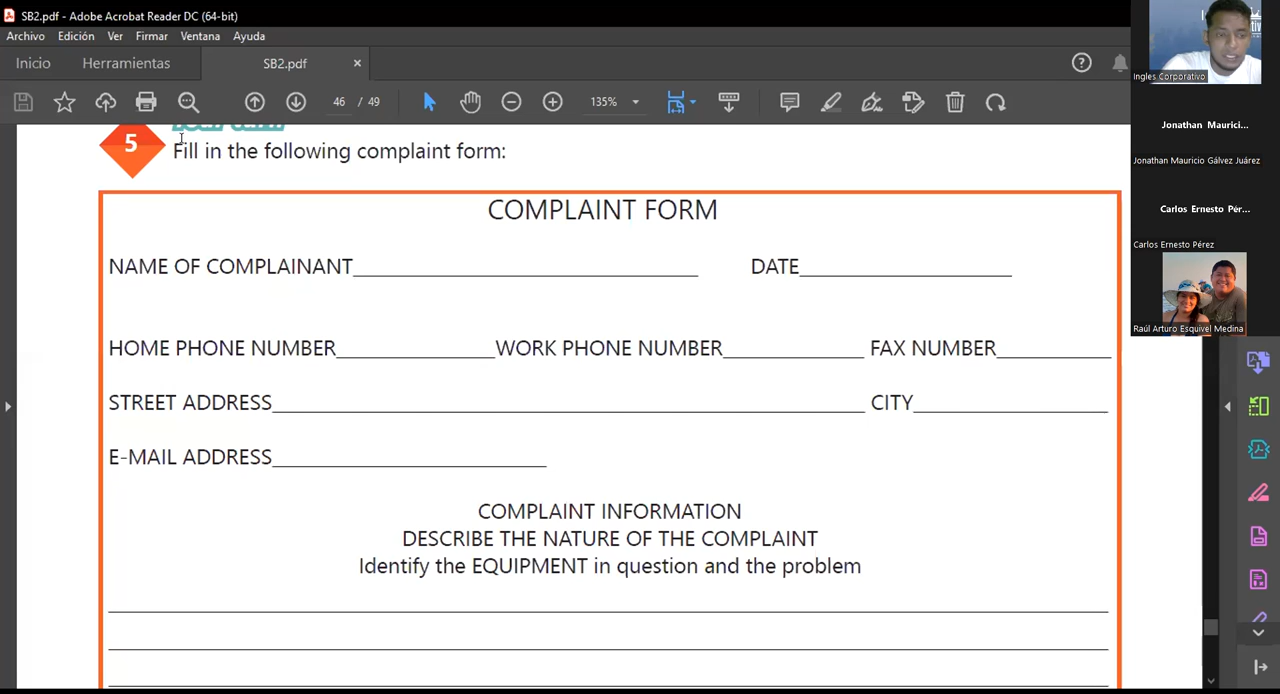 SB2.pdf - Adobe Acrobat Reader DC (64-bit)
Archivo Edición Ver Firmar Ventana Ayuda
Inicio Herramientas SB2.pdf ×
46 / 49 135%
5
Fill in the following complaint form:
COMPLAINT FORM
NAME OF COMPLAINANT DATE
HOME PHONE NUMBER WORK PHONE NUMBER FAX NUMBER
STREET ADDRESS CITY
E-MAIL ADDRESS
COMPLAINT INFORMATION
DESCRIBE THE NATURE OF THE COMPLAINT
Identify the EQUIPMENT in question and the problem
Ingles Corporativo
Jonathan Maurici...
Jonathan Mauricio Gálvez Juárez
Carlos Ernesto Pér...
Carlos Ernesto Pérez
Raúl Arturo Esquivel Medina